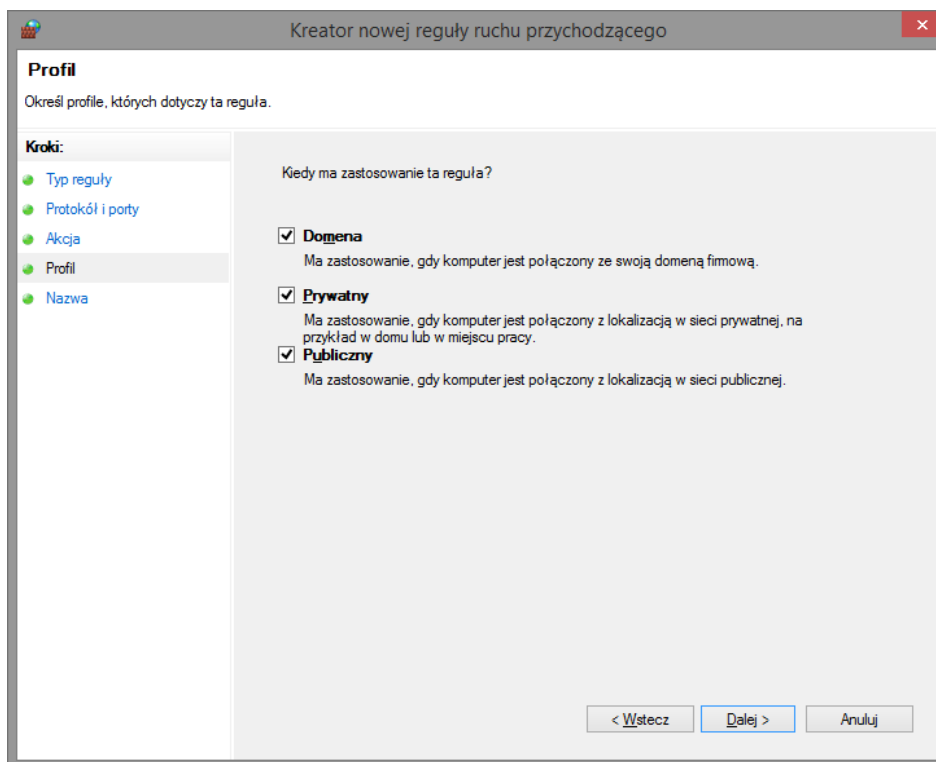 Kreator nowej reguły ruchu przychodzącego
Profil
Określ profile, których dotyczy ta reguła.
Kroki:
Typ reguły
Protokół i porty
Akcja
Profil
Nazwa
Kiedy ma zastosowanie ta reguła?
Domena
Ma zastosowanie, gdy komputer jest połączony ze swoją domeną firmową.
Prywatny
Ma zastosowanie, gdy komputer jest połączony z lokalizacją w sieci prywatnej, na
przykład w domu lub w miejscu pracy.
Publiczny
Ma zastosowanie, gdy komputer jest połączony z lokalizacją w sieci publicznej.
< Wstecz
Dalej >
Anuluj